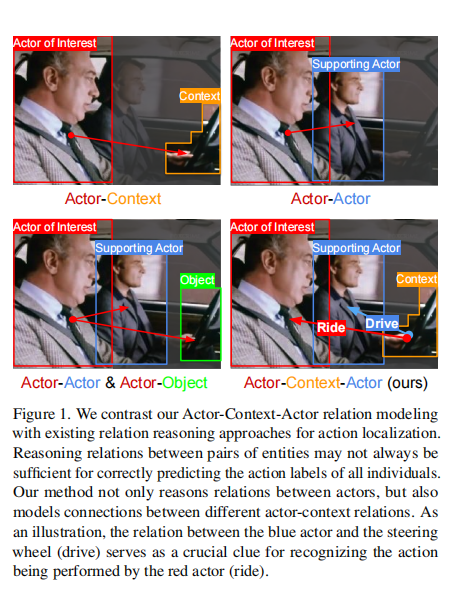 Actor of Interest
Context
Actor-Context
Actor of Interest
Supporting Actor
Actor-Actor
Actor of Interest
Supporting Actor
Object
Actor-Actor & Actor-Object
Actor of Interest
Supporting Actor
Context
Ride
Drive
Actor-Context-Actor (ours)
Figure 1. We contrast our Actor-Context-Actor relation modeling
with existing relation reasoning approaches for action localization.
Reasoning relations between pairs of entities may not always be
sufficient for correctly predicting the action labels of all individuals.
Our method not only reasons relations between actors, but also
models connections between different actor-context relations. As
an illustration, the relation between the blue actor and the steering
wheel (drive) serves as a crucial clue for recognizing the action
being performed by the red actor (ride).